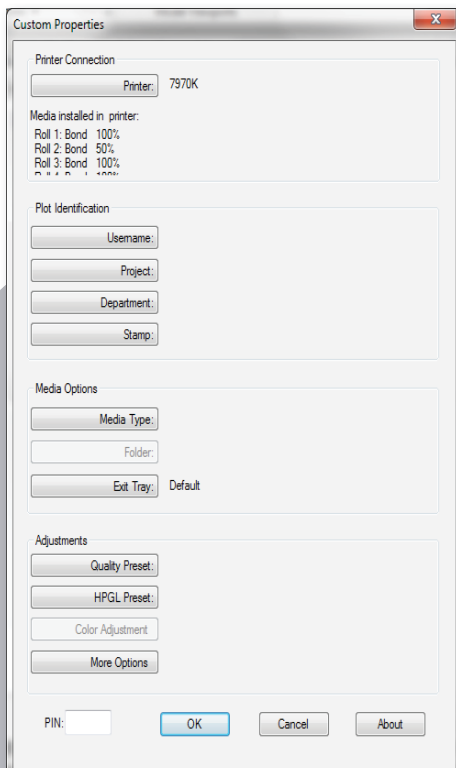 Custom Properties
Printer Connection
Printer: 7970K
Media installed in printer:
Roll 1: Bond 100%
Roll 2: Bond 50%
Roll 3: Bond 100%
Plot Identification
Username:
Project:
Department:
Stamp:
Media Options
Media Type:
Folder:
Exit Tray: Default
Adjustments
Quality Preset:
HPGL Preset:
Color Adjustment
More Options
PIN: OK Cancel About